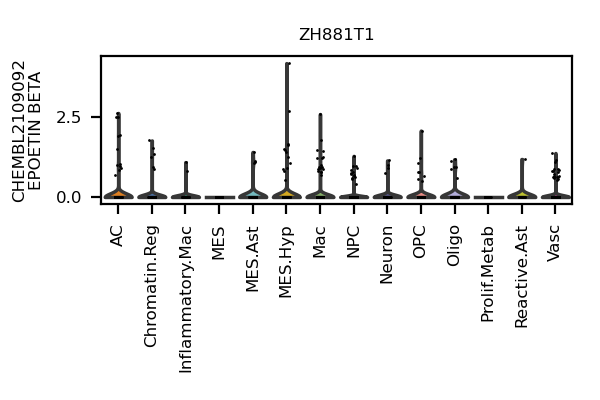 ZH881T1
CHEMBL2109092
EPOETIN BETA
2.5
0.0
AC
Chromatin.Reg
Inflammatory.Mac
MES
MES.Ast
MES.Hyp
Mac
NPC
Neuron
OPC
Oligo
Prolif.Metab
Reactive.Ast
Vasc